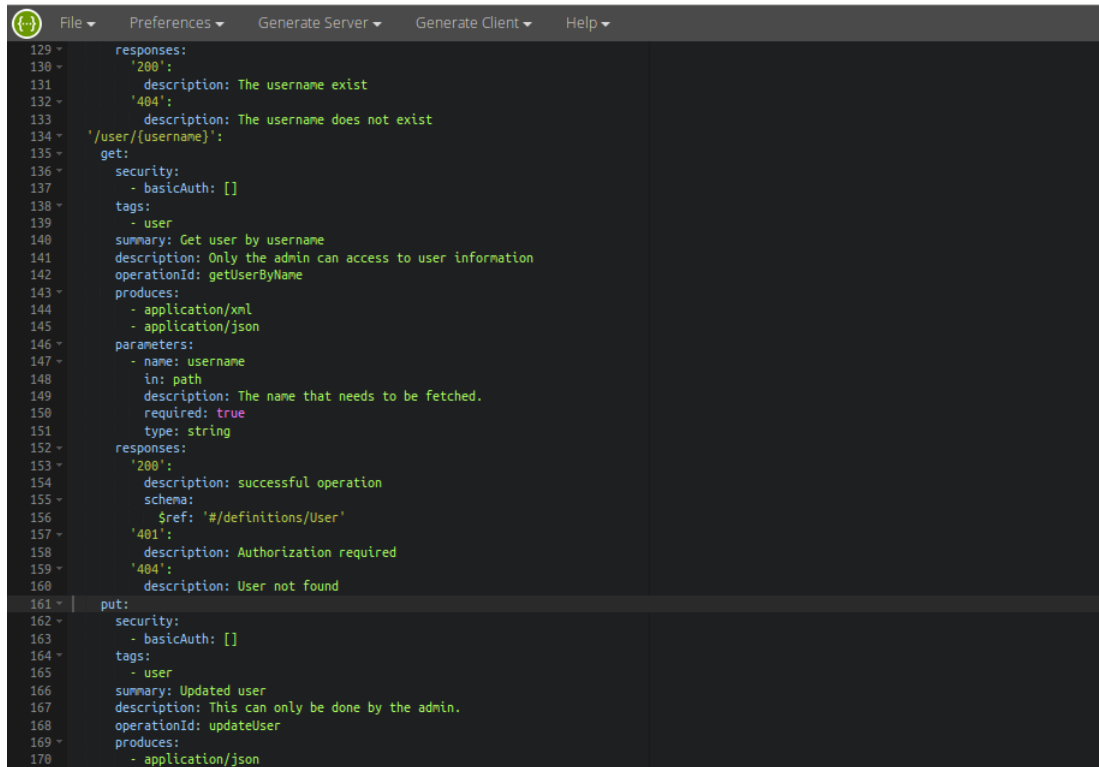 {··} File Preferences Generate Server Generate Client Help
129 responses:
130 '200':
131 description: The username exist
132 '404':
133 description: The username does not exist
134 '/user/{username}':
135 get:
136 security:
137 - basicAuth: []
138 tags:
139 - user
140 summary: Get user by username
141 description: Only the admin can access to user information
142 operationId: getUserByName
143 produces:
144 - application/xml
145 - application/json
146 parameters:
147 - name: username
148 in: path
149 description: The name that needs to be fetched.
150 required: true
151 type: string
152 responses:
153 '200':
154 description: successful operation
155 schema:
156 $ref: '#/definitions/User'
157 '401':
158 description: Authorization required
159 '404':
160 description: User not found
161 put:
162 security:
163 - basicAuth: []
164 tags:
165 - user
166 summary: Updated user
167 description: This can only be done by the admin.
168 operationId: updateUser
169 produces:
170 - application/json